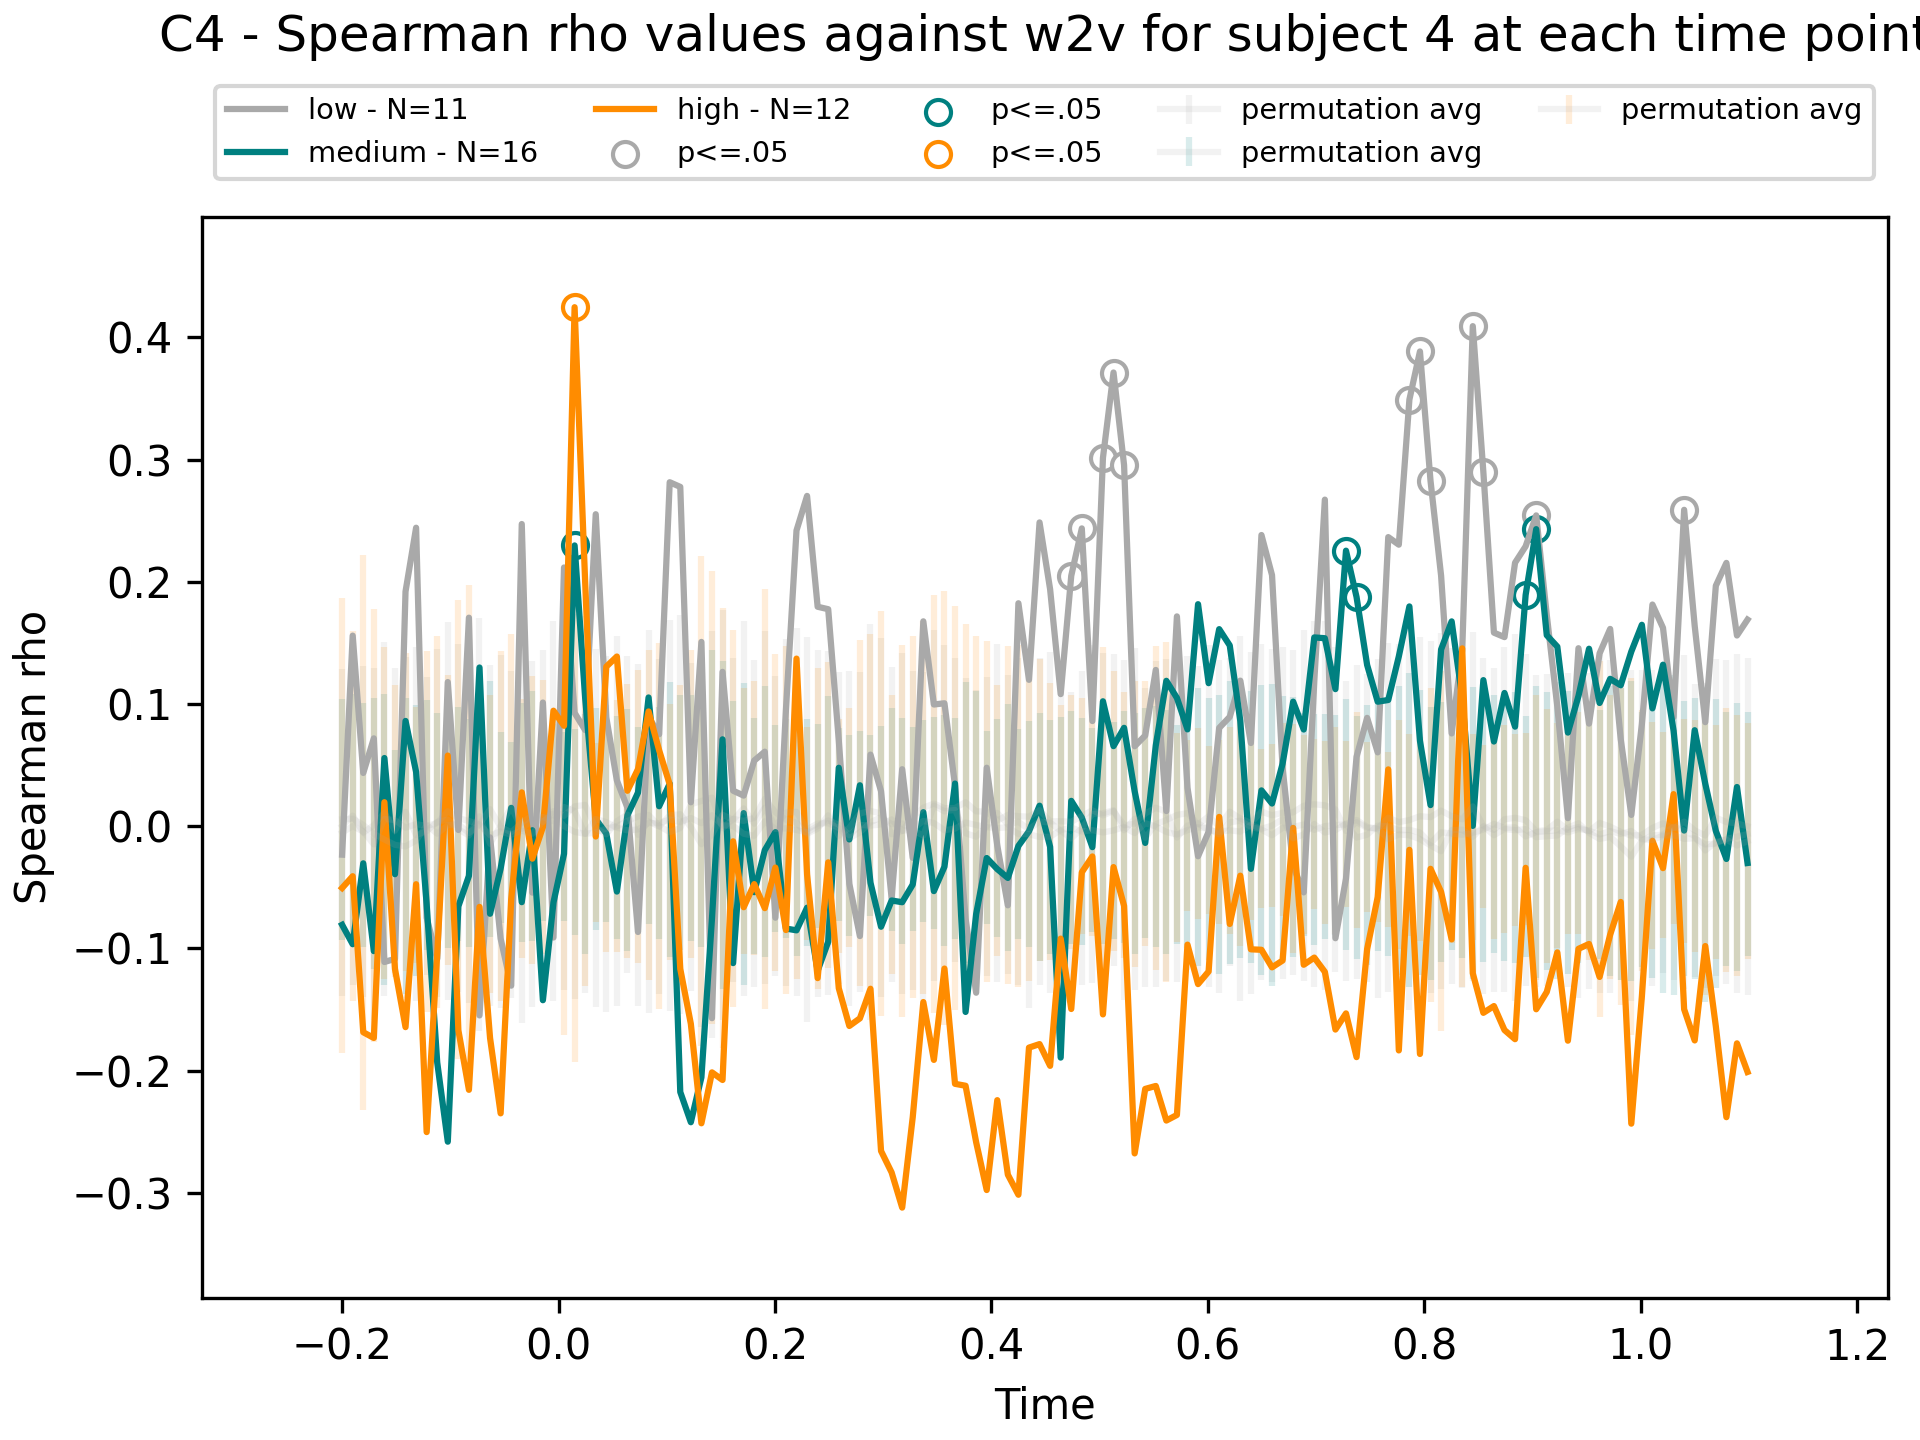 C4 - Spearman rho values against w2v for subject 4 at each time point
low - N=11
medium - N=16
high - N=12
p<=.05
p<=.05
p<=.05
permutation avg
permutation avg
permutation avg
Spearman rho
0.4
0.3
0.2
0.1
0.0
−0.1
−0.2
−0.3
−0.2 0.0 0.2 0.4 0.6 0.8 1.0 1.2
Time